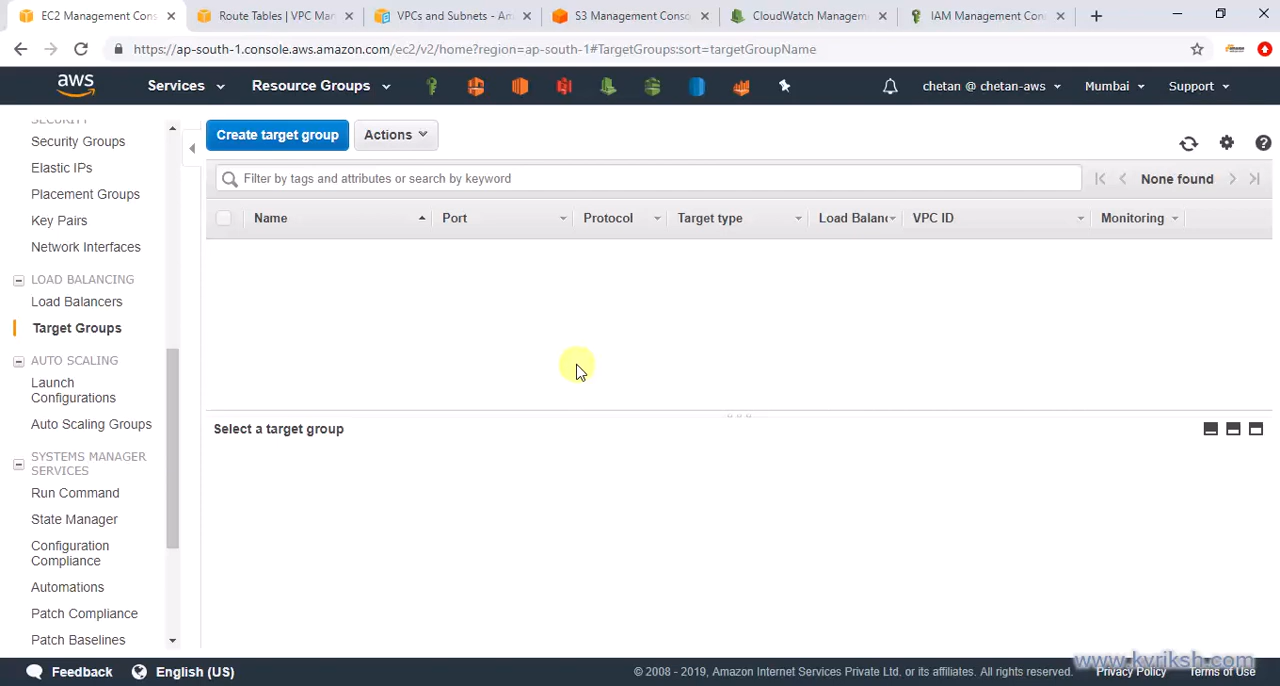 EC2 Management Cons
Route Tables | VPC Man
VPCs and Subnets - Am
S3 Management Conso
CloudWatch Managem
IAM Management Con
https://ap-south-1.console.aws.amazon.com/ec2/v2/home?region=ap-south-1#TargetGroups:sort=targetGroupName
aws
Services
Resource Groups
chetan @ chetan-aws
Mumbai
Support
SECURITY
Security Groups
Elastic IPs
Placement Groups
Key Pairs
Network Interfaces
LOAD BALANCING
Load Balancers
Target Groups
AUTO SCALING
Launch
Configurations
Auto Scaling Groups
SYSTEMS MANAGER
SERVICES
Run Command
State Manager
Configuration
Compliance
Automations
Patch Compliance
Patch Baselines
Create target group
Actions
Filter by tags and attributes or search by keyword
None found
Name
Port
Protocol
Target type
Load Balanc
VPC ID
Monitoring
Select a target group
Feedback
English (US)
© 2008 - 2019, Amazon Internet Services Private Ltd. or its affiliates. All rights reserved.
Privacy Policy
Terms of Use
www.kvriksh.com